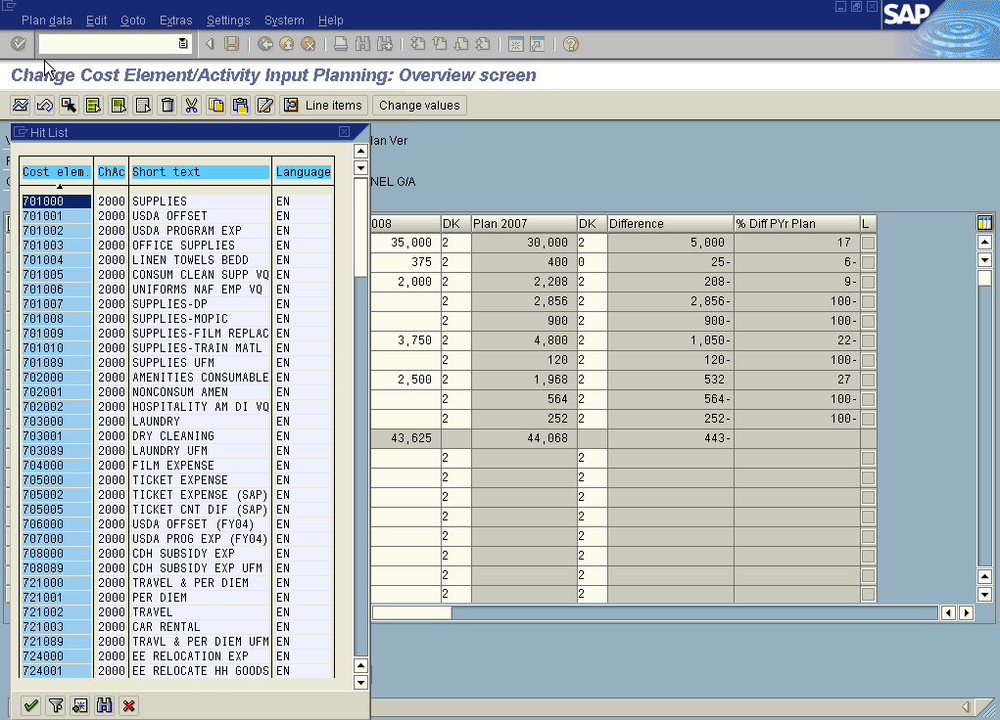 Plan data Edit Goto Extras Settings System Help
SAP
Change Cost Element/Activity Input Planning: Overview screen
Line items Change values
Hit List
lan Ver
NEL G/A
Cost elem. ChAc Short text Language
701000 2000 SUPPLIES EN
701001 2000 USDA OFFSET EN
701002 2000 USDA PROGRAM EXP EN
701003 2000 OFFICE SUPPLIES EN
701004 2000 LINEN TOWELS BEDD EN
701005 2000 CONSUM CLEAN SUPP VQ EN
701006 2000 UNIFORMS NAF EMP VQ EN
701007 2000 SUPPLIES-DP EN
701008 2000 SUPPLIES-MOPIC EN
701009 2000 SUPPLIES-FILM REPLAC EN
701010 2000 SUPPLIES-TRAIN MATL EN
701089 2000 SUPPLIES UFM EN
702000 2000 AMENITIES CONSUMABLE EN
702001 2000 NONCONSUM AMEN EN
702002 2000 HOSPITALITY AM DI VQ EN
703000 2000 LAUNDRY EN
703001 2000 DRY CLEANING EN
703089 2000 LAUNDRY UFM EN
704000 2000 FILM EXPENSE EN
705000 2000 TICKET EXPENSE EN
705002 2000 TICKET EXPENSE (SAP) EN
705005 2000 TICKET CNT DIF (SAP) EN
706000 2000 USDA OFFSET (FY04) EN
707000 2000 USDA PROG EXP (FY04) EN
708000 2000 CDH SUBSIDY EXP EN
708089 2000 CDH SUBSIDY EXP UFM EN
721000 2000 TRAVEL & PER DIEM EN
721001 2000 PER DIEM EN
721002 2000 TRAVEL EN
721003 2000 CAR RENTAL EN
721089 2000 TRAVL & PER DIEM UFM EN
724000 2000 EE RELOCATION EXP EN
724001 2000 EE RELOCATE HH GOODS EN
008 DK Plan 2007 DK Difference % Diff PYr Plan L
35,000 2 30,000 2 5,000 17
375 2 400 0 25- 6-
2,000 2 2,208 2 208- 9-
2 2,856 2 2,856- 100-
2 900 2 900- 100-
3,750 2 4,800 2 1,050- 22-
2 120 2 120- 100-
2,500 2 1,968 2 532 27
2 564 2 564- 100-
2 252 2 252- 100-
43,625 44,068 443-
2 2
2 2
2 2
2 2
2 2
2 2
2 2
2 2